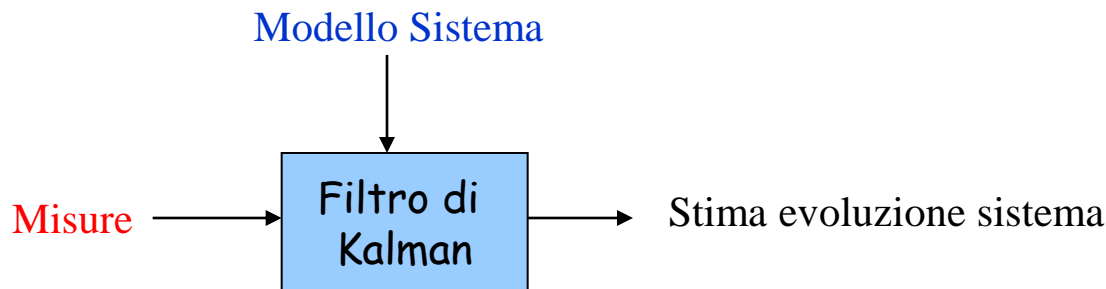 Modello Sistema
Misure
Filtro di
Kalman
Stima evoluzione sistema